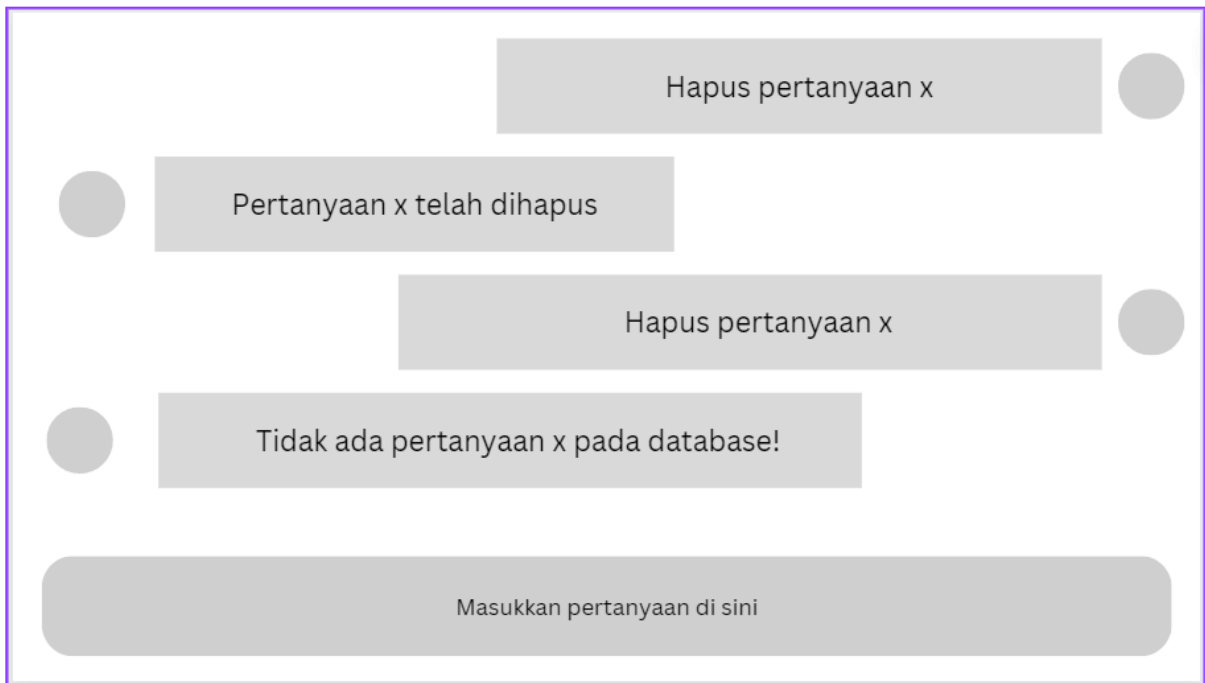 Hapus pertanyaan x
Pertanyaan x telah dihapus
Hapus pertanyaan x
Tidak ada pertanyaan x pada database!
Masukkan pertanyaan di sini